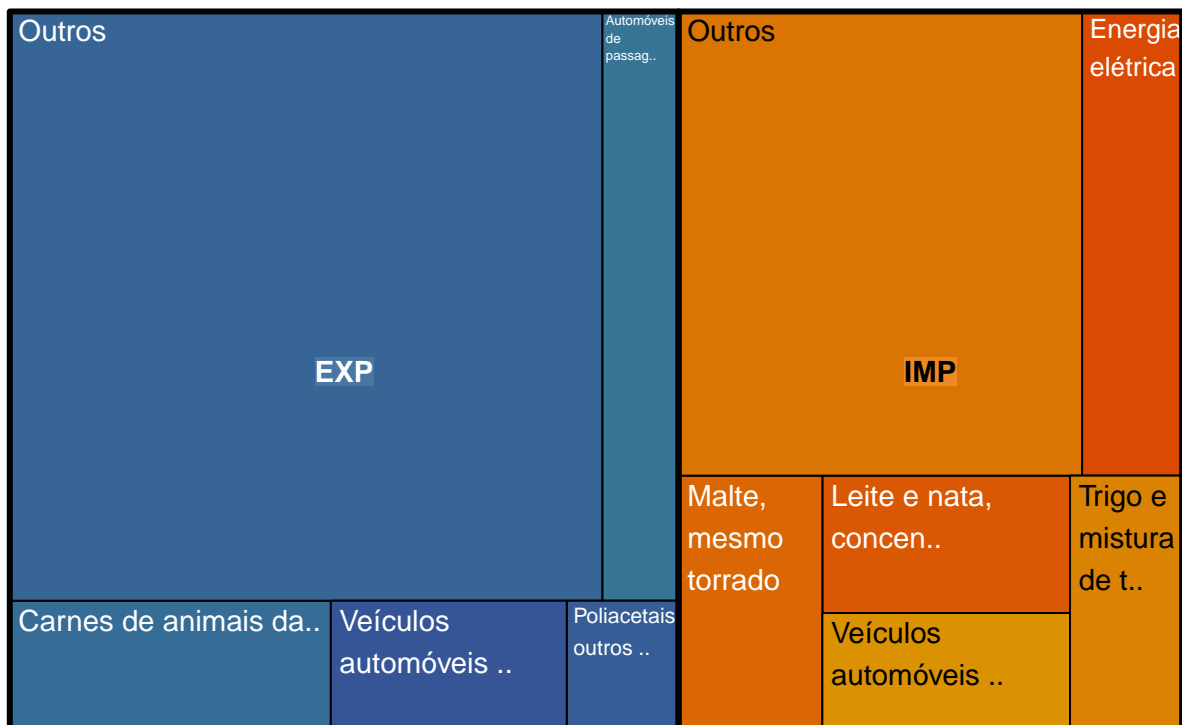 Outros
Automóveis
de
passag..
EXP
Carnes de animais da..
Veículos
automóveis ..
Poliacetais
outros ..
Outros
Energia
elétrica
IMP
Malte,
mesmo
torrado
Leite e nata,
concen..
Veículos
automóveis ..
Trigo e
mistura
de t..